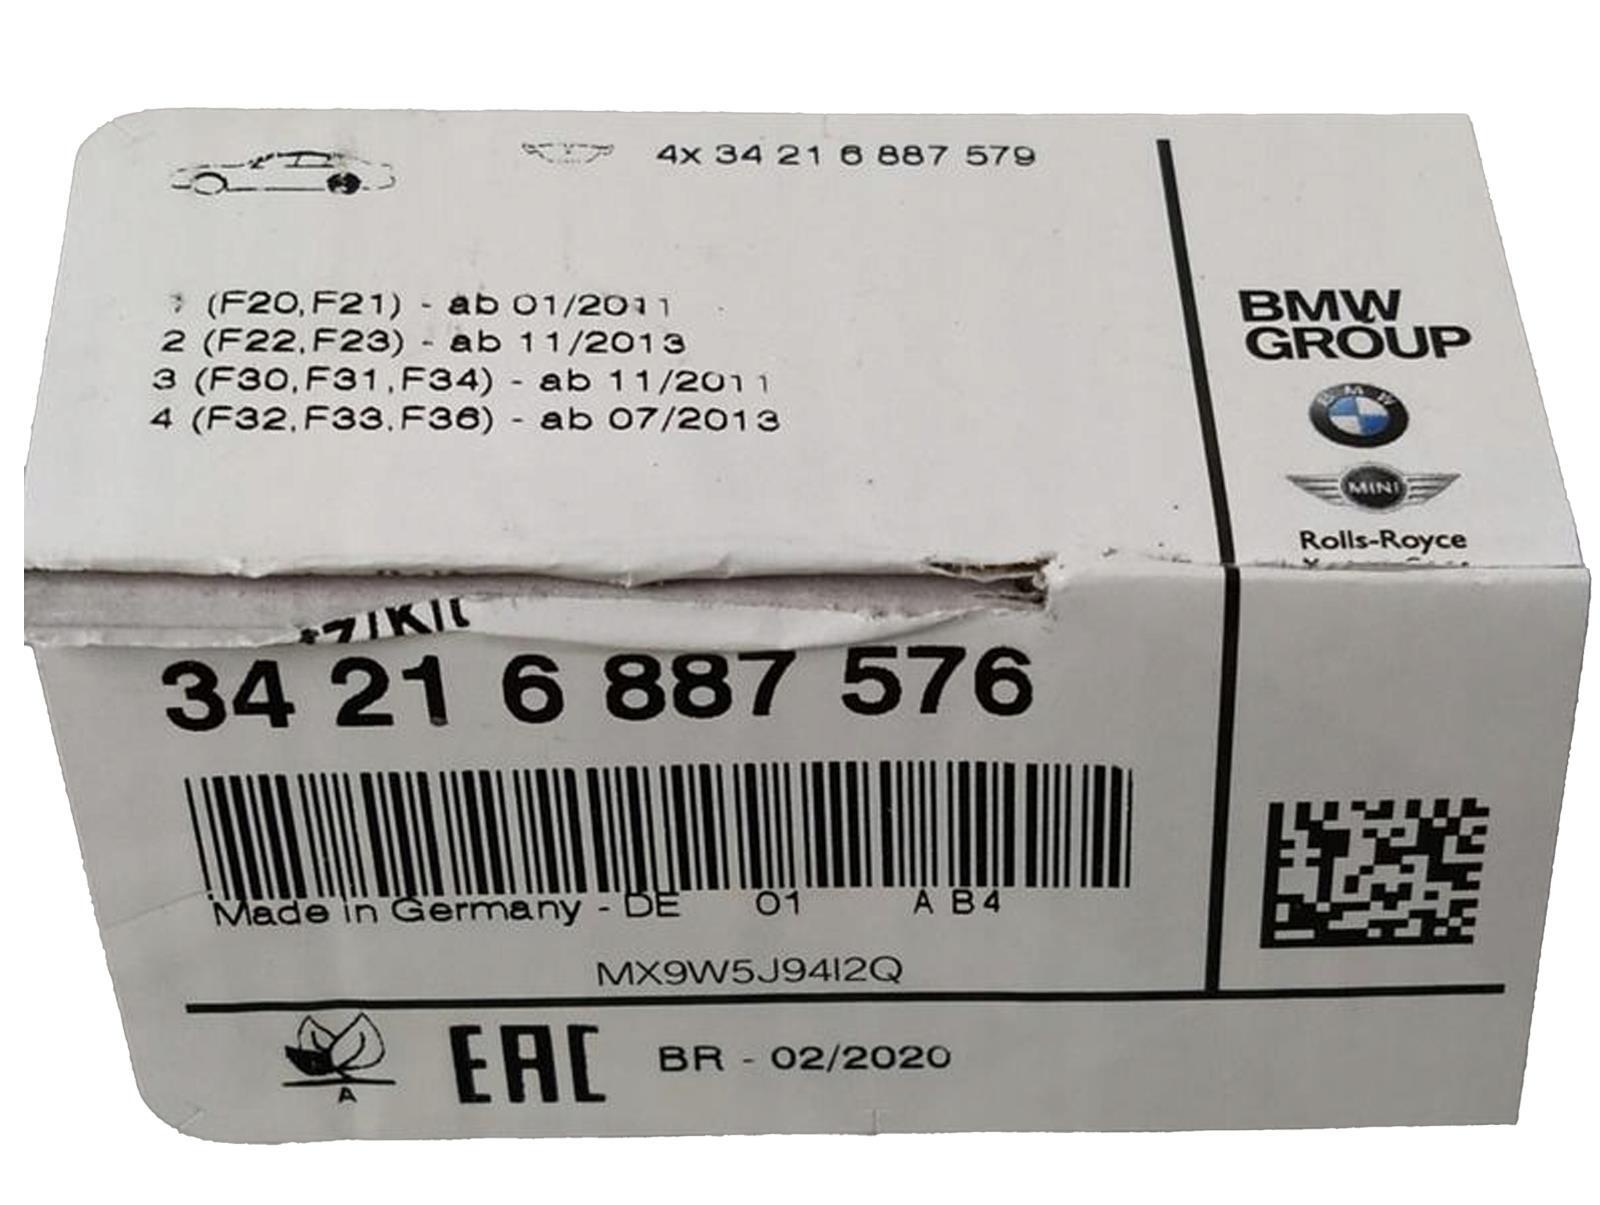 4x 34 21 6 887 579
1 (F20,F21) - ab 01/2011
2 (F22,F23) - ab 11/2013
3 (F30,F31,F34) - ab 11/2011
4 (F32,F33,F36) - ab 07/2013
BMW
GROUP
BMW
MINI
Rolls-Royce
/Kit
34 21 6 887 576
Made in Germany - DE 01 A B4
MX9W5J94I2Q
A
EAC BR - 02/2020